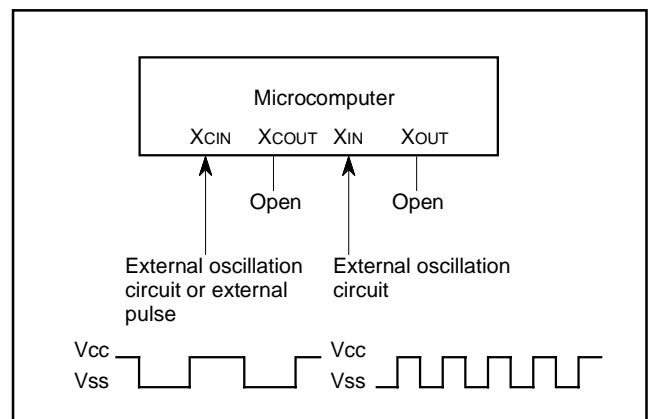 Microcomputer
XCIN XCOUT XIN XOUT
Open Open
External oscillation
circuit or external
pulse
External oscillation
circuit
Vcc Vcc
Vss Vss